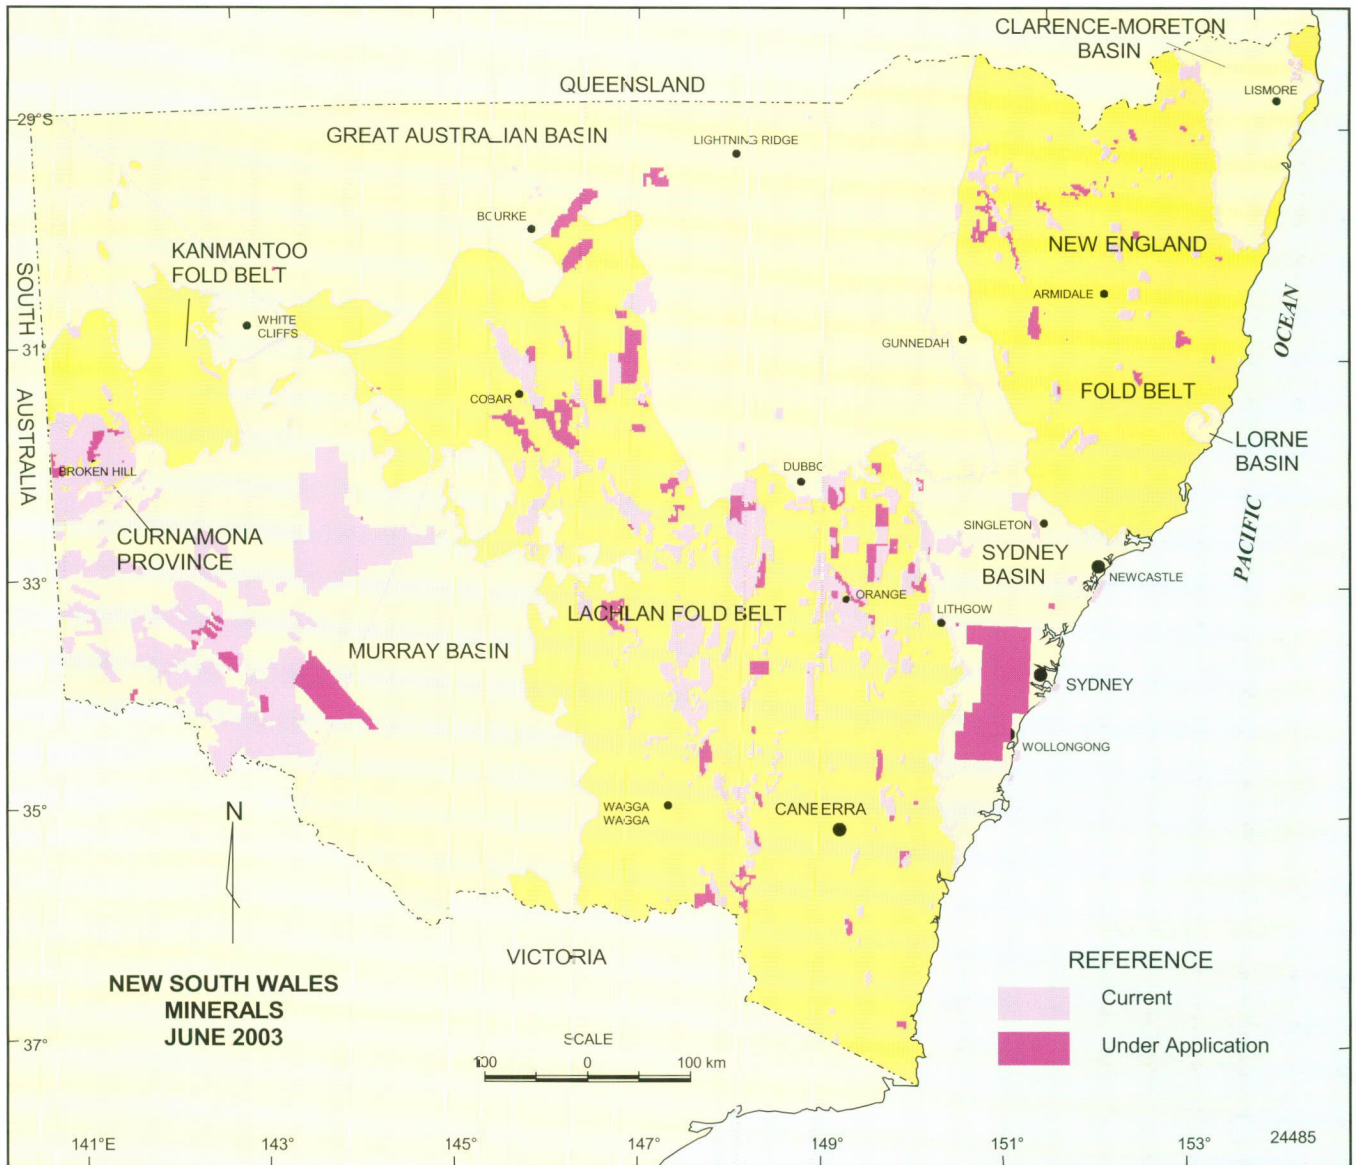 CLARENCE-MORETON
BASIN
QUEENSLAND
LISMORE
29°S
GREAT AUSTRALIAN BASIN
LIGHTNING RIDGE
BOURKE
KANMANTOO
FOLD BELT
NEW ENGLAND
SOUTH
AUSTRALIA
WHITE
CLIFFS
ARMIDALE
OCEAN
PACIFIC
31°
GUNNEDAH
COBAR
FOLD BELT
LORNE
BASIN
BROKEN HILL
DUBBO
CURNAMONA
PROVINCE
SINGLETON
SYDNEY
BASIN
33°
NEWCASTLE
ORANGE
LACHLAN FOLD BELT
LITHGOW
MURRAY BASIN
SYDNEY
WOLLONGONG
35°
N
WAGGA
WAGGA
CANBERRA
VICTORIA
NEW SOUTH WALES
MINERALS
JUNE 2003
REFERENCE
Current
Under Application
37°
SCALE
100 0 100 km
141°E 143° 145° 147° 149° 151° 153° 24485